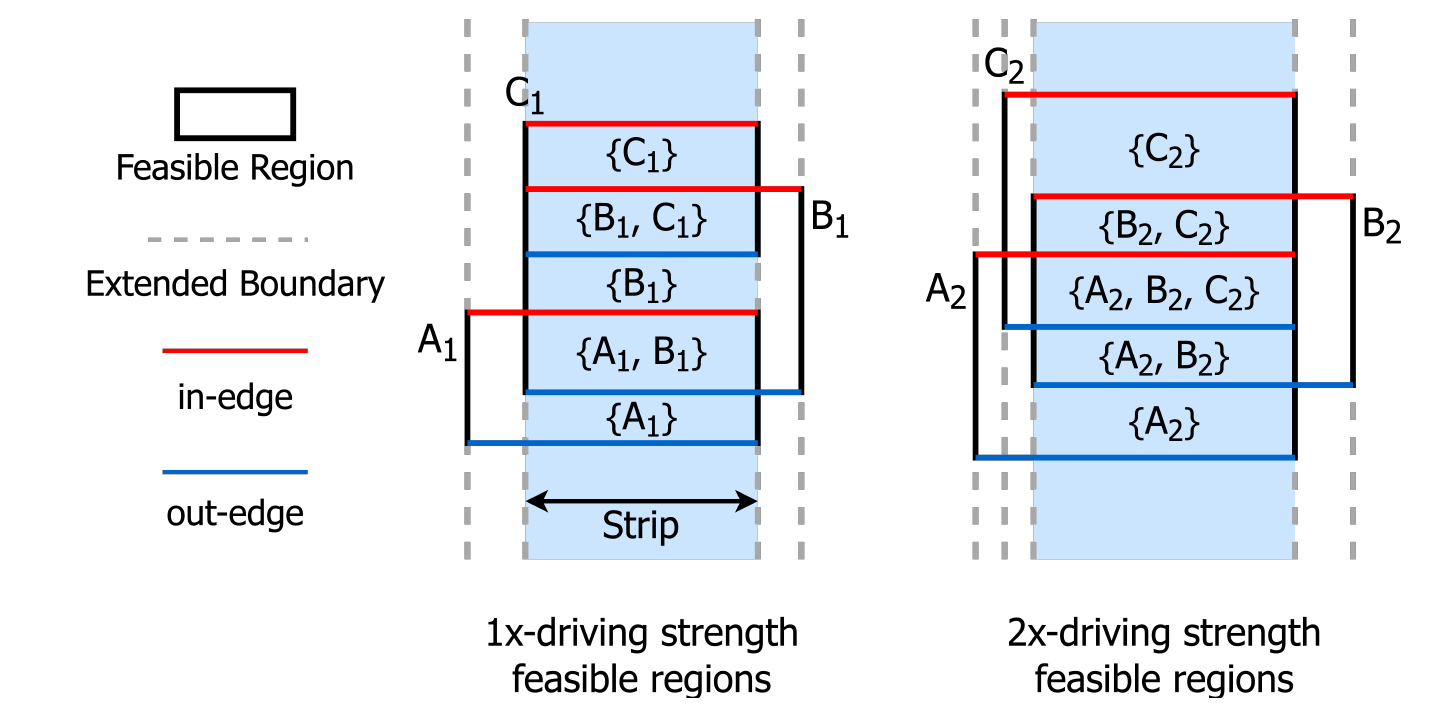 Feasible Region
Extended Boundary
in-edge
out-edge
C₁
{C₁}
{B₁, C₁}
B₁
{B₁}
A₁
{A₁, B₁}
{A₁}
Strip
1x-driving strength
feasible regions
C₂
{C₂}
{B₂, C₂}
B₂
A₂
{A₂, B₂, C₂}
{A₂, B₂}
{A₂}
2x-driving strength
feasible regions